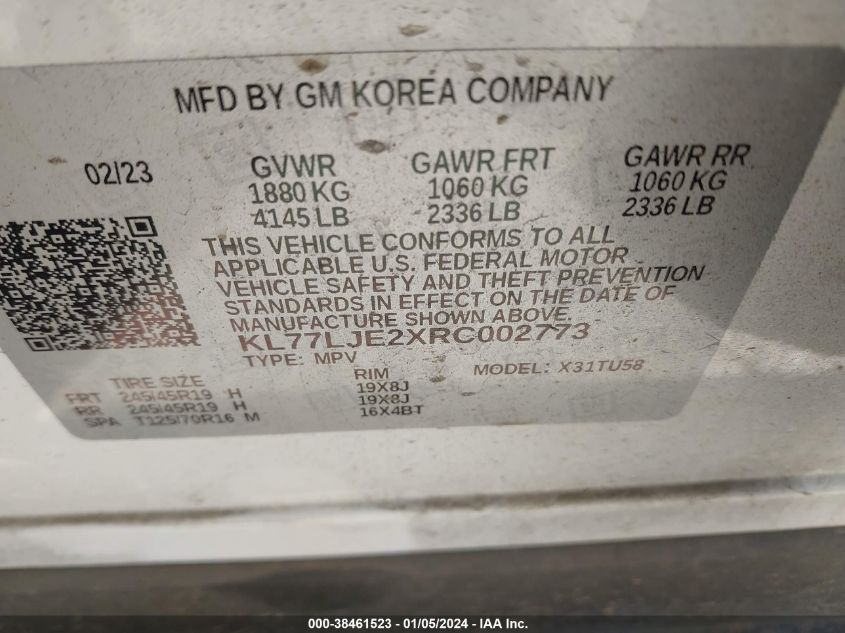 MFD BY GM KOREA COMPANY
02/23 GVWR GAWR FRT GAWR RR
1880 KG 1060 KG 1060 KG
4145 LB 2336 LB 2336 LB
THIS VEHICLE CONFORMS TO ALL
APPLICABLE U.S. FEDERAL MOTOR
VEHICLE SAFETY AND THEFT PREVENTION
STANDARDS IN EFFECT ON THE DATE OF
MANUFACTURE SHOWN ABOVE.
KL77LJE2XRC002773
TYPE: MPV MODEL: X31TU58
TIRE SIZE RIM
FRT 245/45R19 H 19X8J
RR 245/45R19 H 19X8J
SPA T125/70R16 M 16X4BT
000-38461523 - 01/05/2024 - IAA Inc.